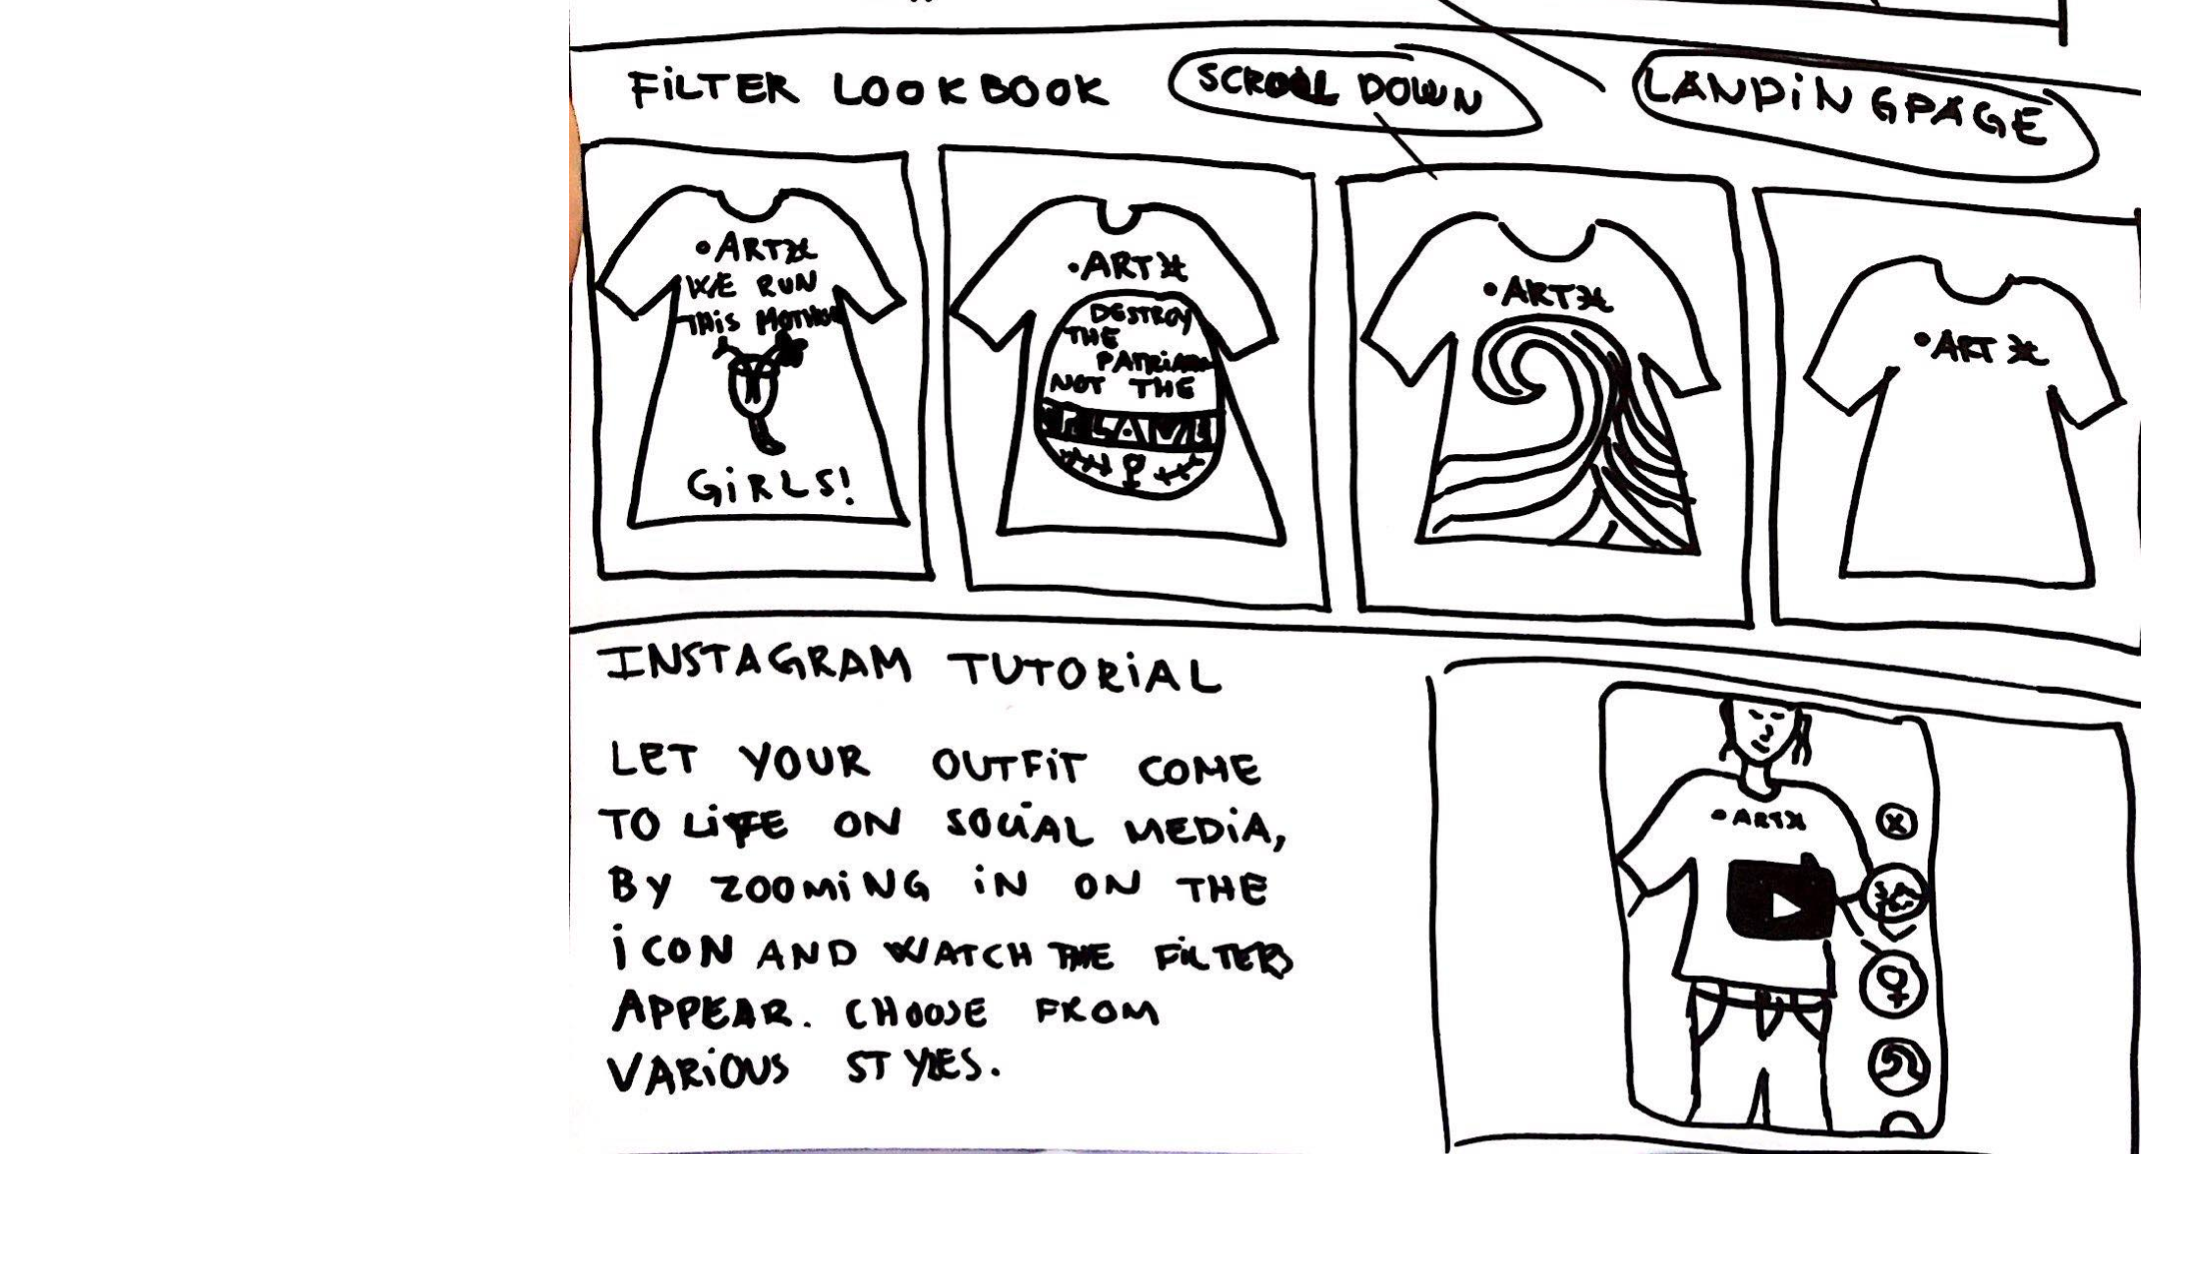 FiLTER LOOKBOOK
SCROLL DOWN
LANDiNGPAGE
•ART
WE RUN
THiS MOTHER
GiRLS!
•ART
DESTROY
THE
NOT THE
•ART
•ART
INSTAGRAM TUTORiAL
LET YOUR OUTFiT COME
TO LiFE ON SOCiAL MEDiA,
BY ZOOMiNG iN ON THE
iCON AND WATCH THE FiLTERS
APPEAR. CHOOSE FROM
VARiOUS STYLES.
•ART
X